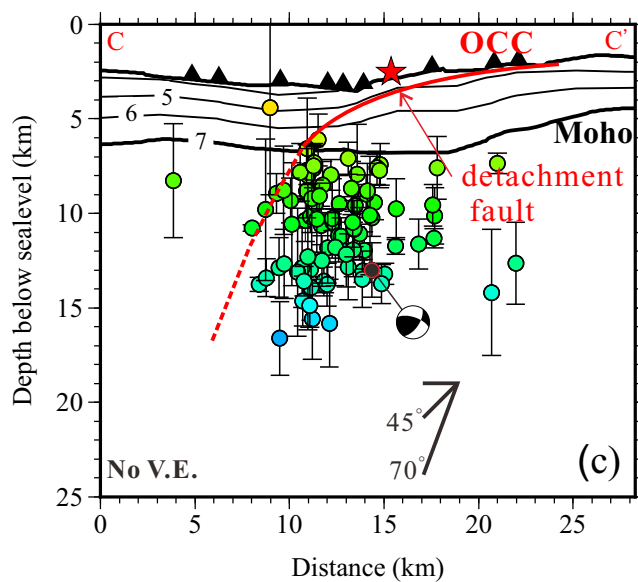 C
OCC
C'
5
6
7
Moho
detachment
fault
45°
70°
No V.E.
(c)
0
5
10
15
20
25
Depth below sealevel (km)
0
5
10
15
20
25
Distance (km)